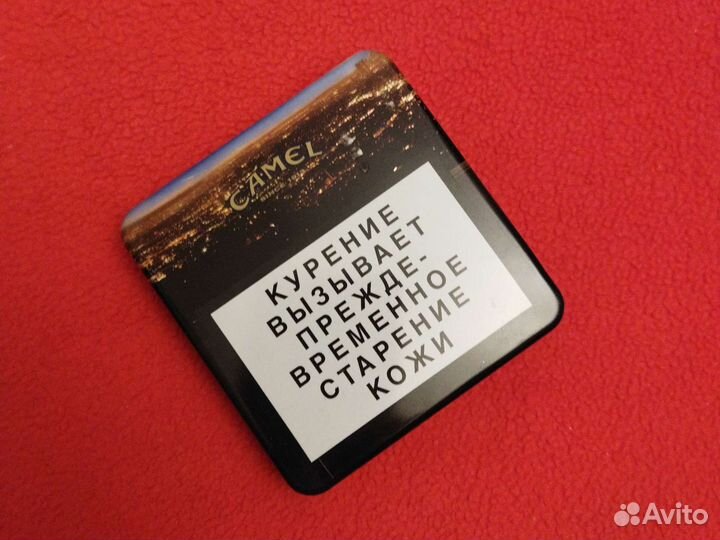 CAMEL
КУРЕНИЕ
ВЫЗЫВАЕТ
ПРЕЖДЕ-
ВРЕМЕННОЕ
СТАРЕНИЕ
КОЖИ
Avito